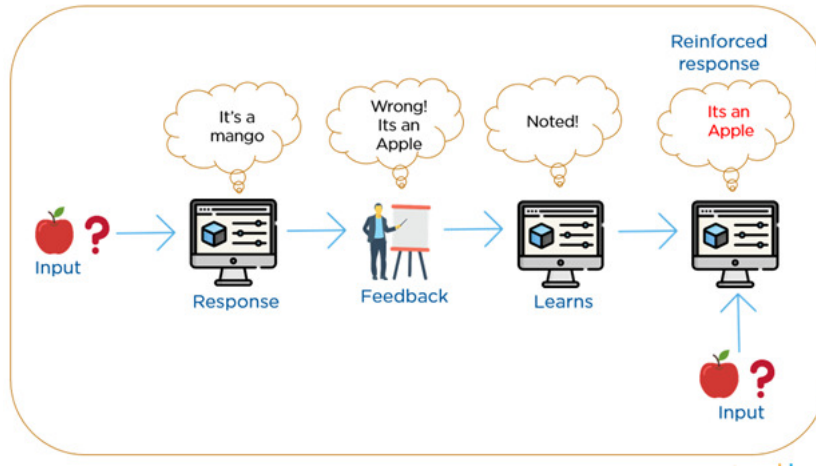 Reinforced
response
It's a
mango
Wrong!
Its an
Apple
Noted!
Its an
Apple
?
Input
Response
Feedback
Learns
?
Input